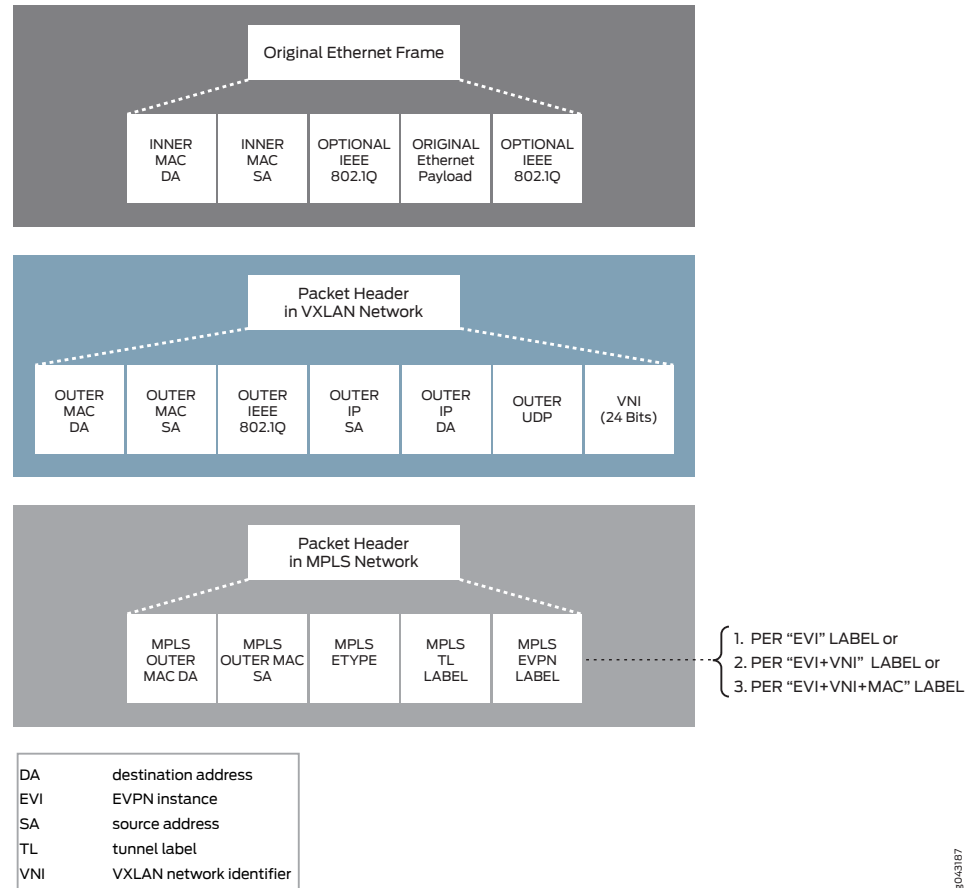 Original Ethernet Frame
INNER
MAC
DA
INNER
MAC
SA
OPTIONAL
IEEE
802.1Q
ORIGINAL
Ethernet
Payload
OPTIONAL
IEEE
802.1Q
Packet Header
in VXLAN Network
OUTER
MAC
DA
OUTER
MAC
SA
OUTER
IEEE
802.1Q
OUTER
IP
SA
OUTER
IP
DA
OUTER
UDP
VNI
(24 Bits)
Packet Header
in MPLS Network
MPLS
OUTER
MAC DA
MPLS
OUTER MAC
SA
MPLS
ETYPE
MPLS
TL
LABEL
MPLS
EVPN
LABEL
1. PER “EVI” LABEL or
2. PER “EVI+VNI” LABEL or
3. PER “EVI+VNI+MAC” LABEL
DA destination address
EVI EVPN instance
SA source address
TL tunnel label
VNI VXLAN network identifier